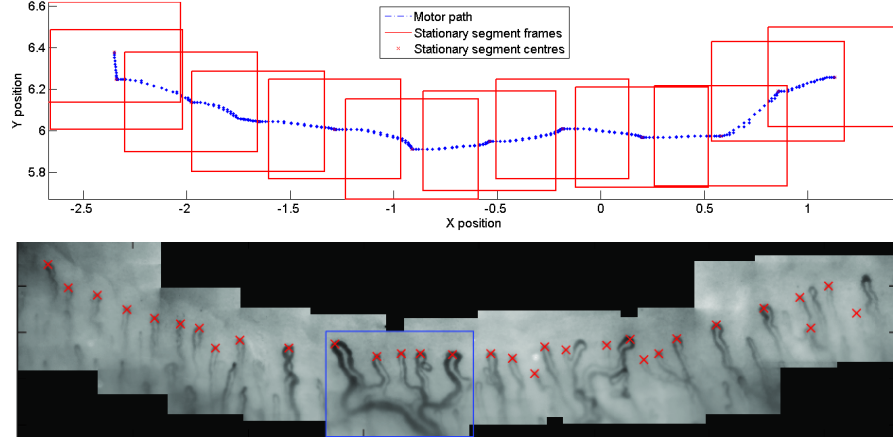 6.6
6.4
6.2
6
5.8
Y position
Motor path
Stationary segment frames
Stationary segment centres
-2.5
-2
-1.5
-1
-0.5
0
0.5
1
X position